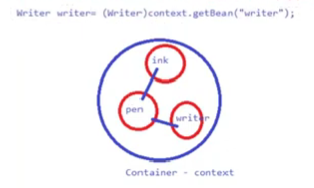 Writer writer= (Writer)context.getBean("writer");
ink
pen
writer
Container - context